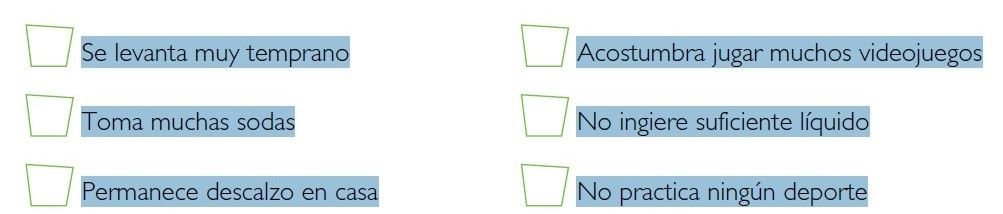 Se levanta muy temprano
Toma muchas sodas
Permanece descalzo en casa
Acostumbra jugar muchos videojuegos
No ingiere suficiente líquido
No practica ningún deporte